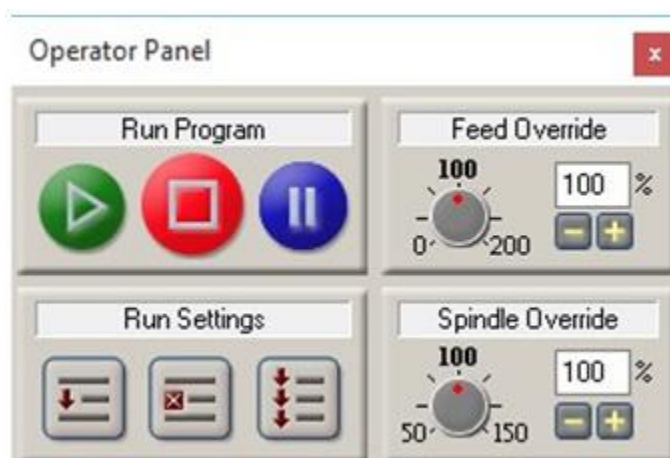 Operator Panel
x
Run Program
Feed Override
100
100 %
0 200
Run Settings
Spindle Override
100
100 %
50 150